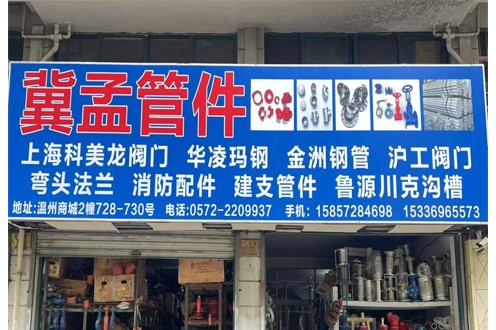 冀孟管件
上海科美龙阀门 华凌玛钢 金洲钢管 沪工阀门
弯头法兰 消防配件 建支管件 鲁源川克沟槽
地址:温州商城2幢728-730号 电话:0572-2209937 手机:15857284698 15336965573